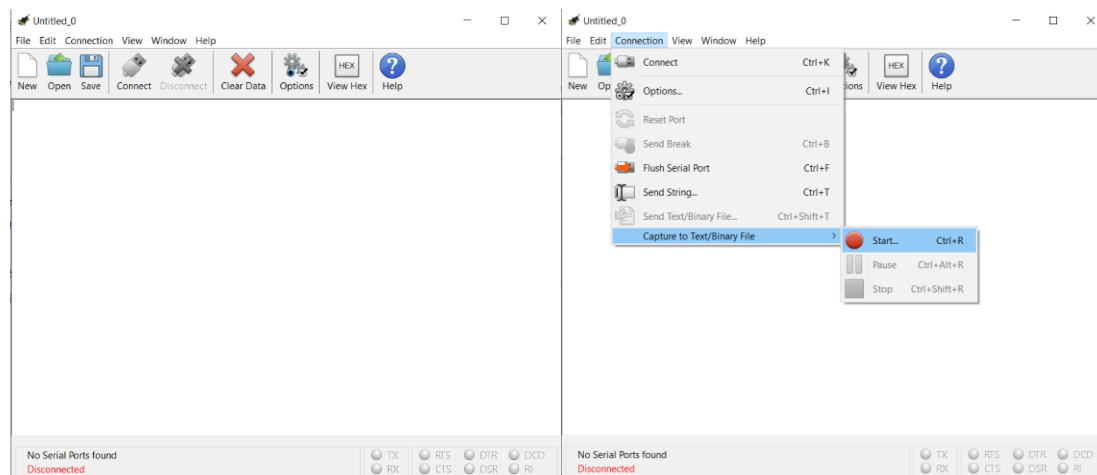 Untitled_0
File Edit Connection View Window Help
New Open Save Connect Disconnect Clear Data Options HEX View Hex ? Help
No Serial Ports found
Disconnected
TX RTS DTR DCD
RX CTS DSR RI
Untitled_0
File Edit Connection View Window Help
New Op ions HEX View Hex ? Help
Connect Ctrl+K
Options... Ctrl+I
Reset Port
Send Break Ctrl+B
Flush Serial Port Ctrl+F
Send String... Ctrl+T
Send Text/Binary File... Ctrl+Shift+T
Capture to Text/Binary File >
Start... Ctrl+R
Pause Ctrl+Alt+R
Stop Ctrl+Shift+R
No Serial Ports found
Disconnected
TX RTS DTR DCD
RX CTS DSR RI